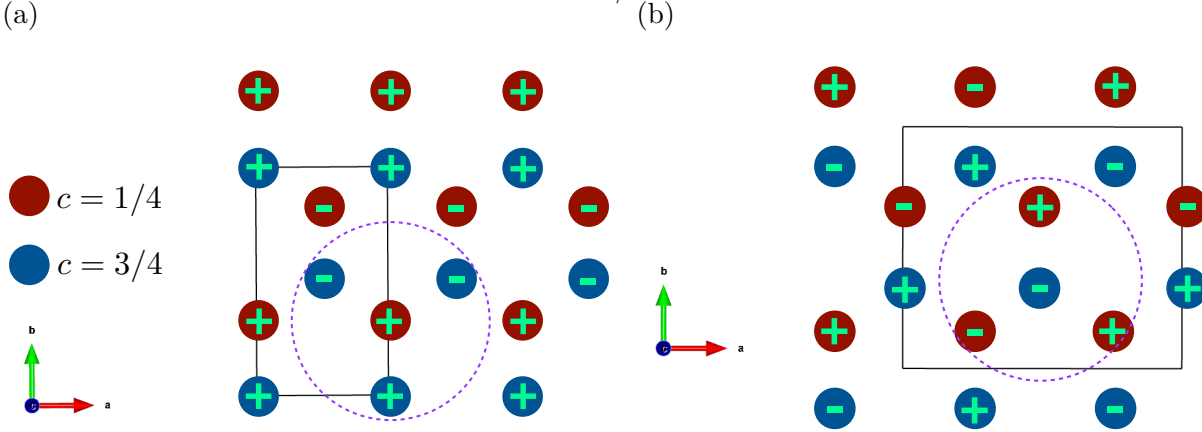 (a)
(b)
+ + +
+ - +
+ + +
- + -
c = 1/4
- - -
- + -
c = 3/4
- - -
+ - +
+ + +
+ - +
+ + +
- + -
b
c
a
b
c
a